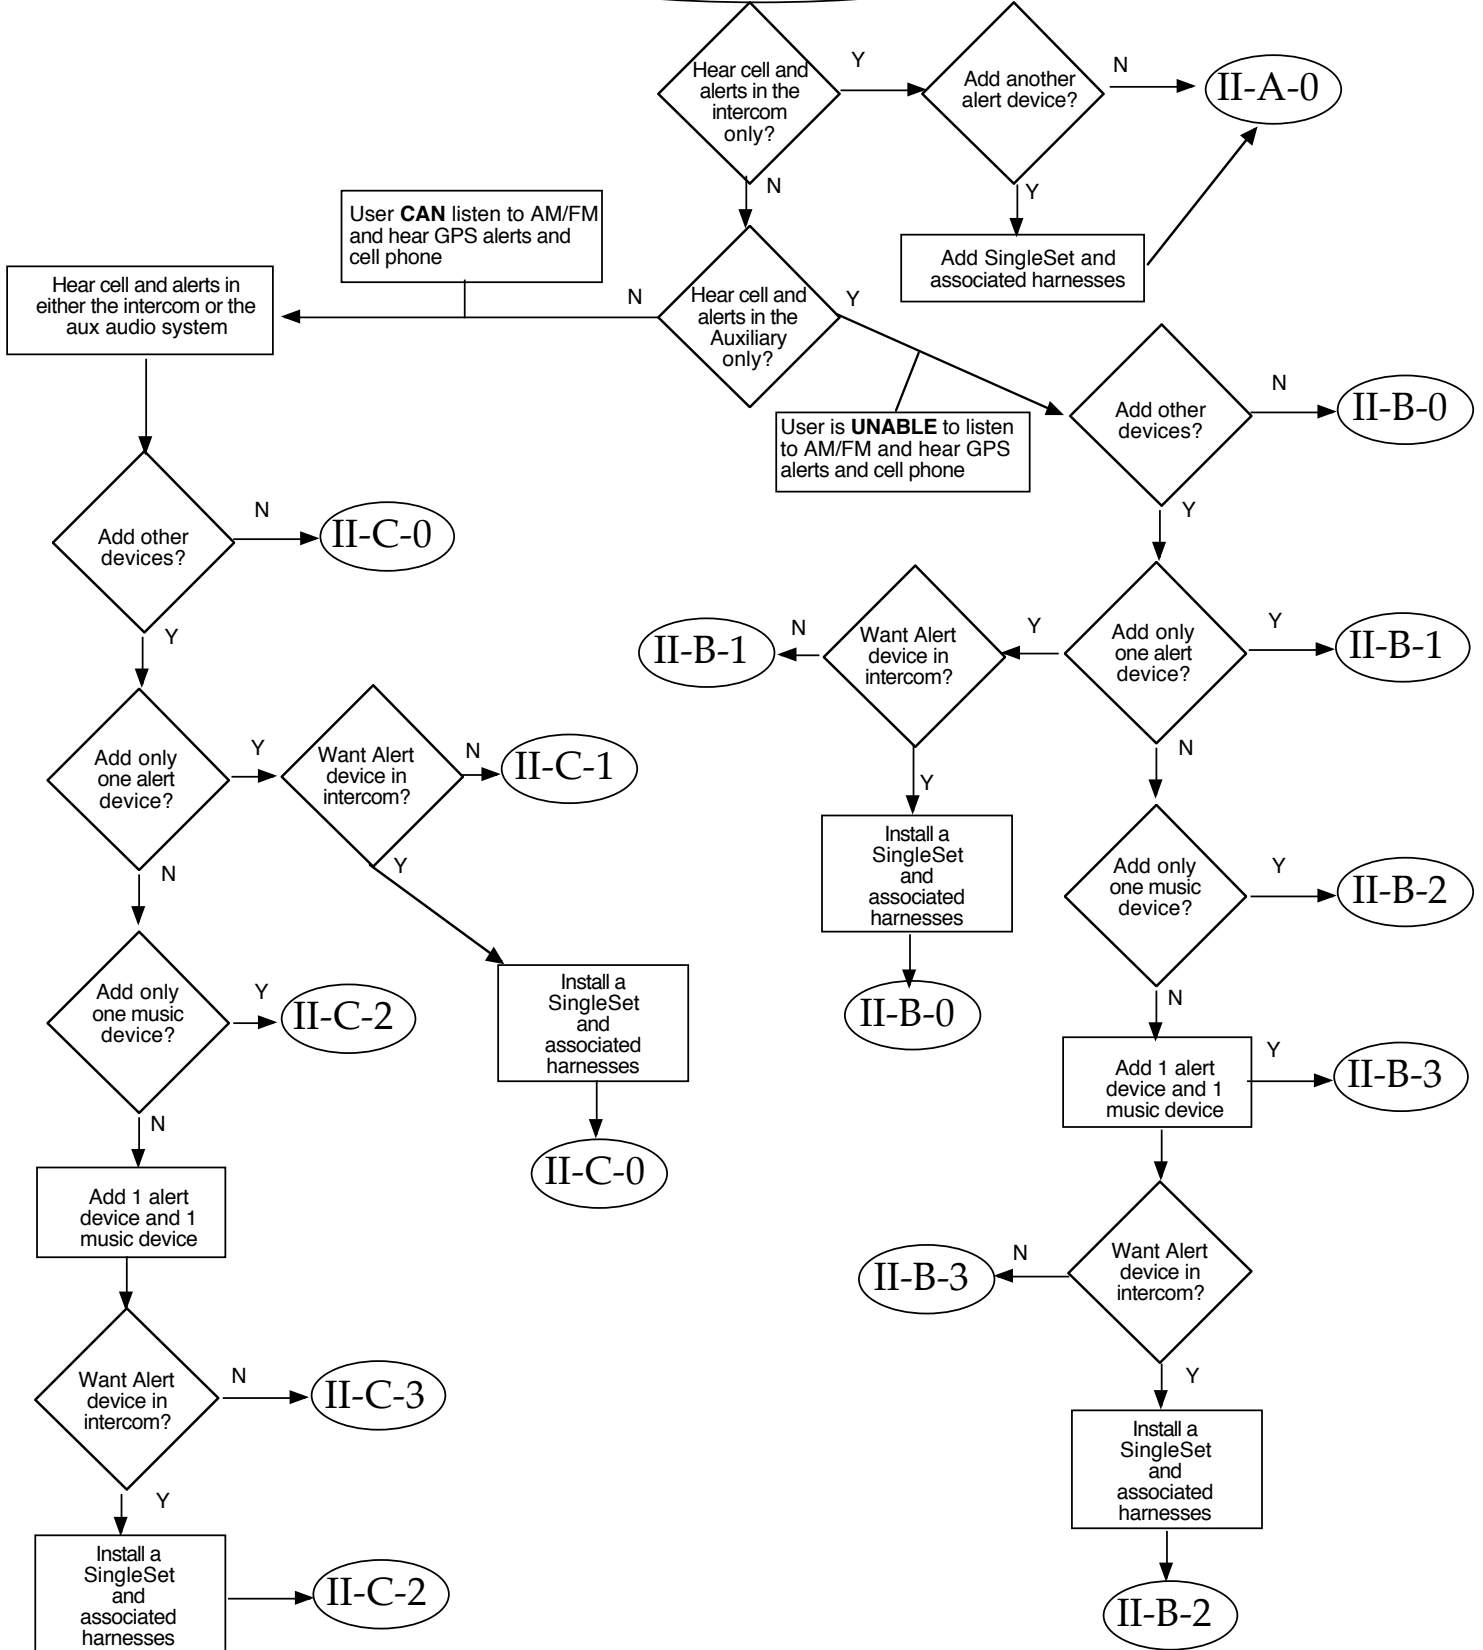 Hear cell and
alerts in the
intercom
only?
Y
Add another
alert device?
N
II-A-0
N
Y
Add SingleSet and
associated harnesses
User CAN listen to AM/FM
and hear GPS alerts and
cell phone
Hear cell and alerts in
either the intercom or the
aux audio system
N
Hear cell and
alerts in the
Auxiliary
only?
Y
User is UNABLE to listen
to AM/FM and hear GPS
alerts and cell phone
Add other
devices?
N
II-B-0
Y
Add other
devices?
N
II-C-0
Y
II-B-1
N
Want Alert
device in
intercom?
Y
Add only
one alert
device?
Y
II-B-1
N
Y
Install a
SingleSet
and
associated
harnesses
II-B-0
Add only
one alert
device?
Y
Want Alert
device in
intercom?
N
II-C-1
N
Y
Install a
SingleSet
and
associated
harnesses
II-C-0
Add only
one music
device?
Y
II-B-2
N
Add only
one music
device?
Y
II-C-2
N
Add 1 alert
device and 1
music device
Y
II-B-3
Add 1 alert
device and 1
music device
II-B-3
N
Want Alert
device in
intercom?
Y
Install a
SingleSet
and
associated
harnesses
II-B-2
Want Alert
device in
intercom?
N
II-C-3
Y
Install a
SingleSet
and
associated
harnesses
II-C-2